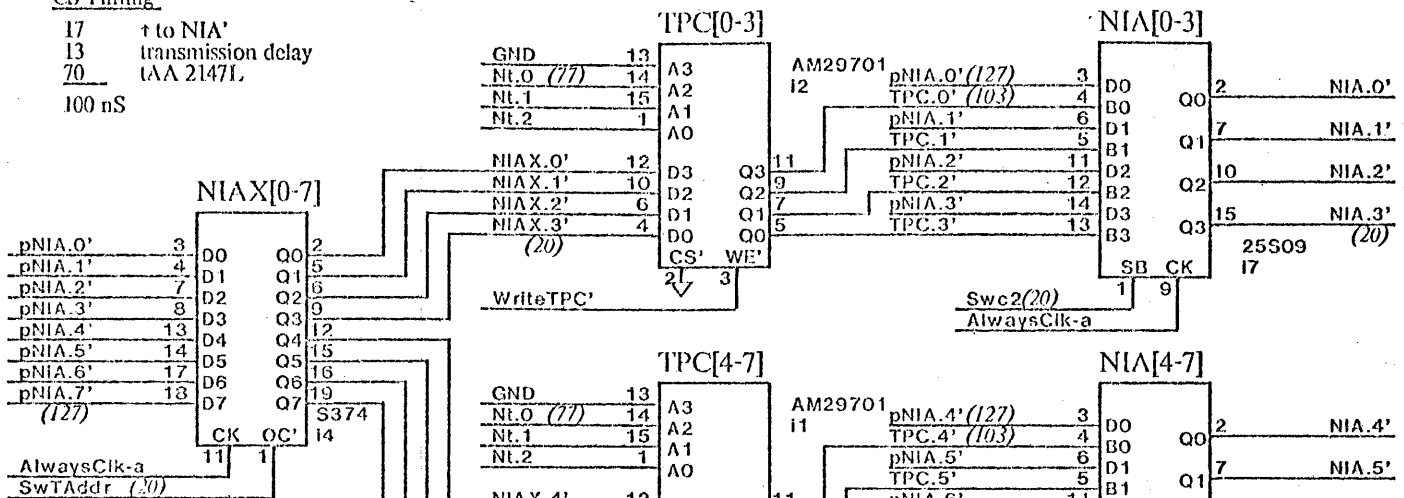 17 ↑ to NIA'
13 transmission delay
70 tAA 2147L
100 nS
NIAX[0-7]
pNIA.0' 3 D0 Q0 2
pNIA.1' 4 D1 Q1 5
pNIA.2' 7 D2 Q2 6
pNIA.3' 8 D3 Q3 9
pNIA.4' 13 D4 Q4 12
pNIA.5' 14 D5 Q5 15
pNIA.6' 17 D6 Q6 16
pNIA.7' 18 D7 Q7 19
(127)
S374
i4
CK OC'
11 1
AlwaysClk-a
SwTAddr (20)
TPC[0-3]
GND 13 A3
Nt.0 (77) 14 A2
Nt.1 15 A1
Nt.2 1 A0
AM29701
i2
NIAX.0' 12 D3 Q3 11
NIAX.1' 10 D2 Q2 9
NIAX.2' 6 D1 Q1 7
NIAX.3' 4 D0 Q0 5
(20)
CS' WE'
2 3
WriteTPC'
NIA[0-3]
pNIA.0' (127) 3 D0
TPC.0' (103) 4 B0
pNIA.1' 6 D1
TPC.1' 5 B1
pNIA.2' 11 D2
TPC.2' 12 B2
pNIA.3' 14 D3
TPC.3' 13 B3
Q0 2 NIA.0'
Q1 7 NIA.1'
Q2 10 NIA.2'
Q3 15 NIA.3'
(20)
25S09
i7
SB CK
1 9
Swc2(20)
AlwaysClk-a
TPC[4-7]
GND 13 A3
Nt.0 (77) 14 A2
Nt.1 15 A1
Nt.2 1 A0
AM29701
i1
NIAX.4' 12
11
NIA[4-7]
pNIA.4' (127) 3 D0
TPC.4' (103) 4 B0
pNIA.5' 6 D1
TPC.5' 5 B1
pNIA.6' 11
Q0 2 NIA.4'
Q1 7 NIA.5'